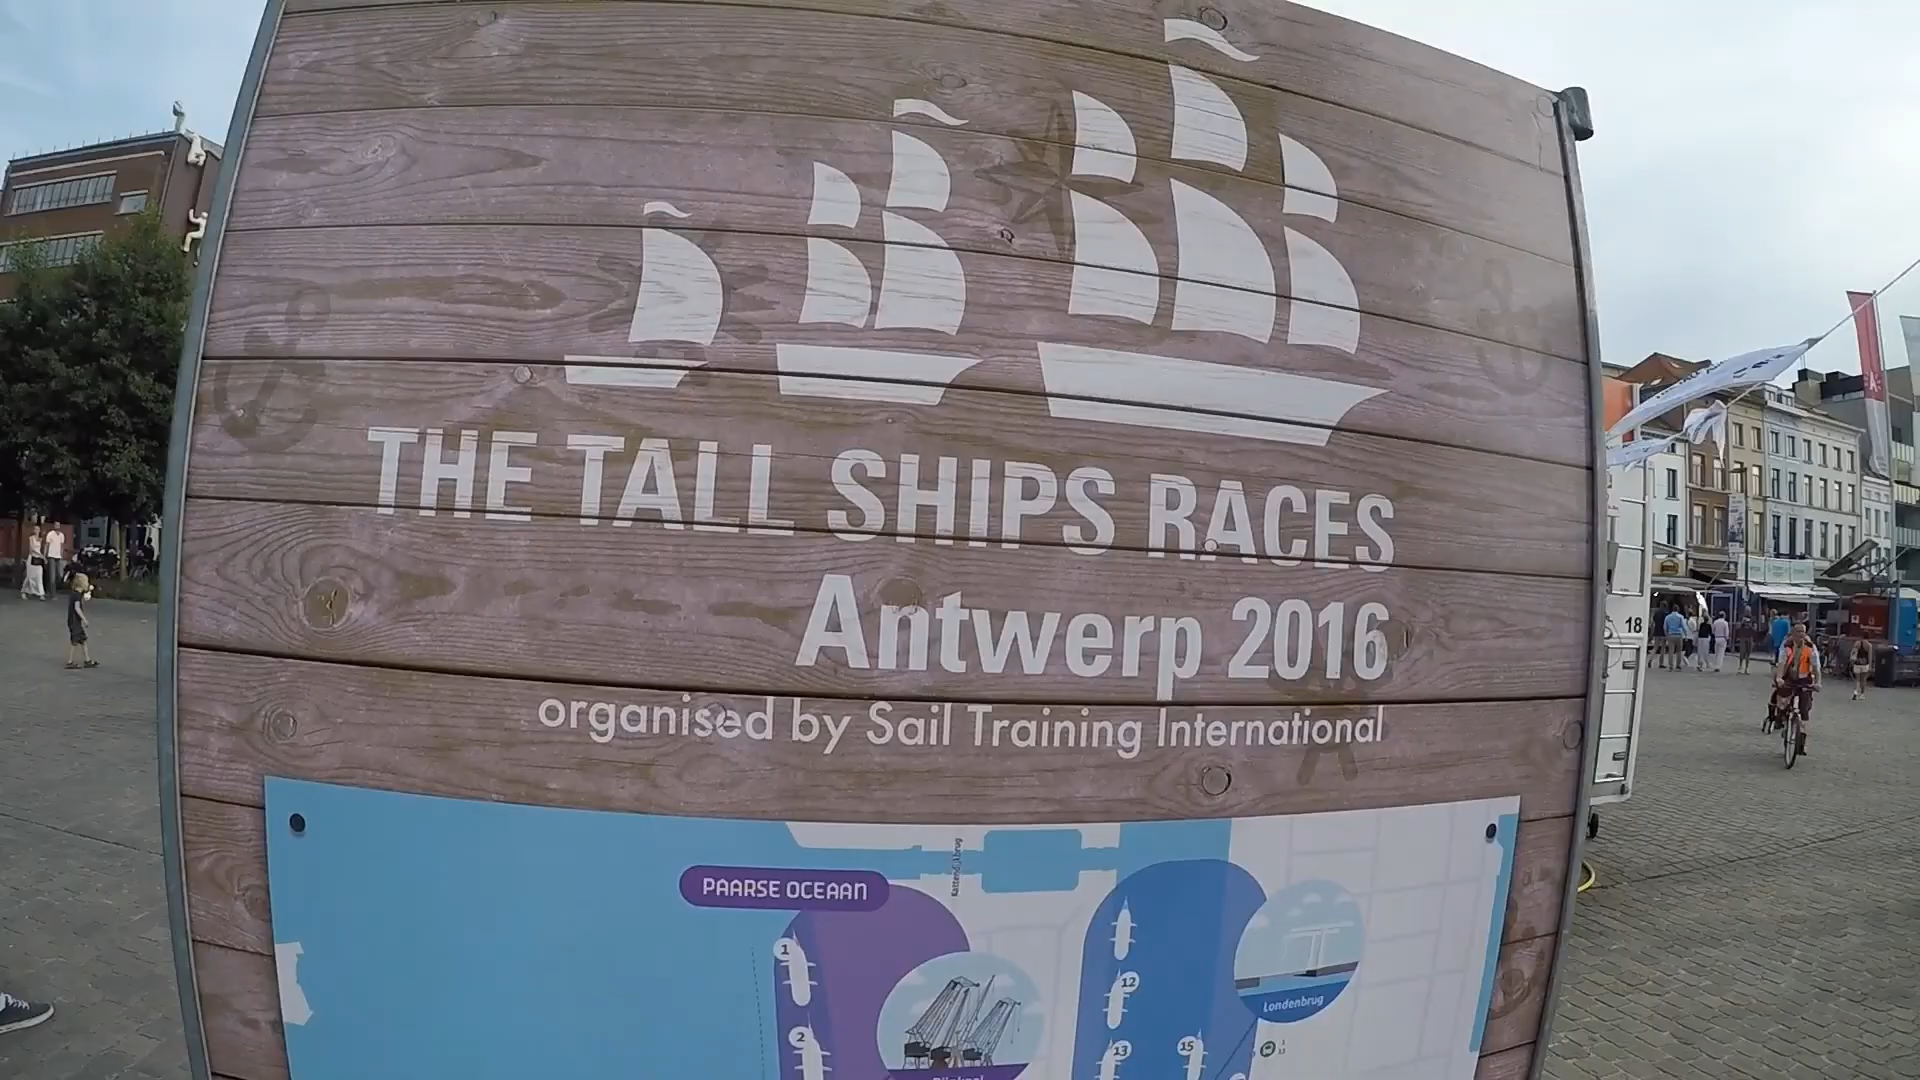 THE TALL SHIPS RACES
Antwerp 2016
organised by Sail Training International
18
PAARSE OCEAAN
Kattendijkbrug
1
12
Londenbrug
2
13
15